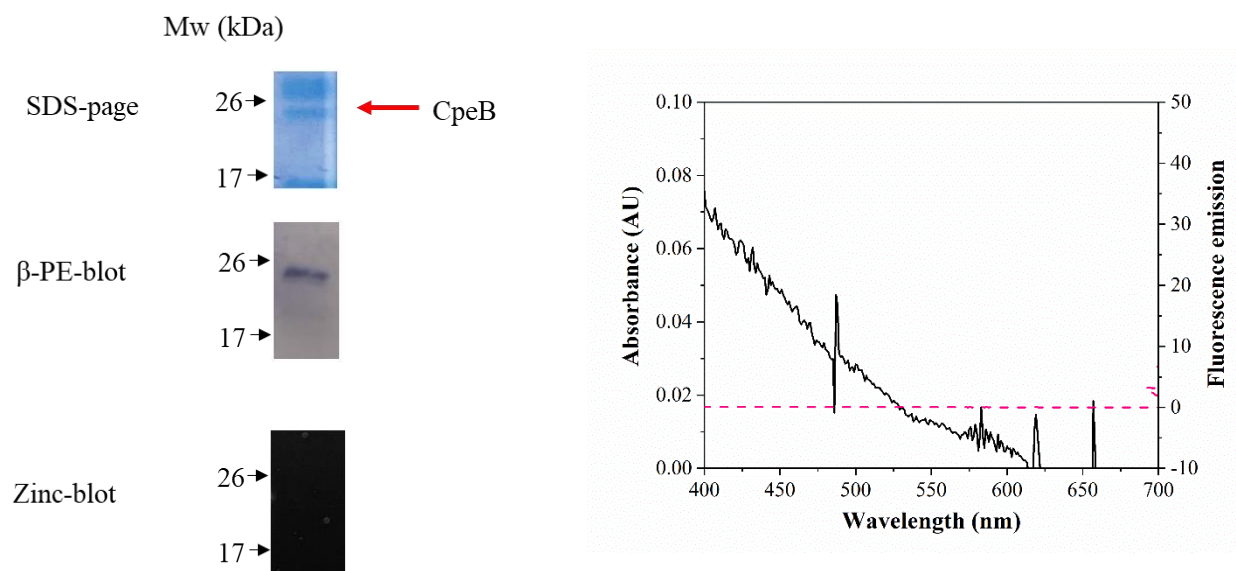 Mw (kDa)
SDS-page
26
17
CpeB
β-PE-blot
26
17
Zinc-blot
26
17
Absorbance (AU)
0.10
0.08
0.06
0.04
0.02
0.00
400 450 500 550 600 650 700
Wavelength (nm)
50
40
30
20
10
0
-10
Fluorescence emission